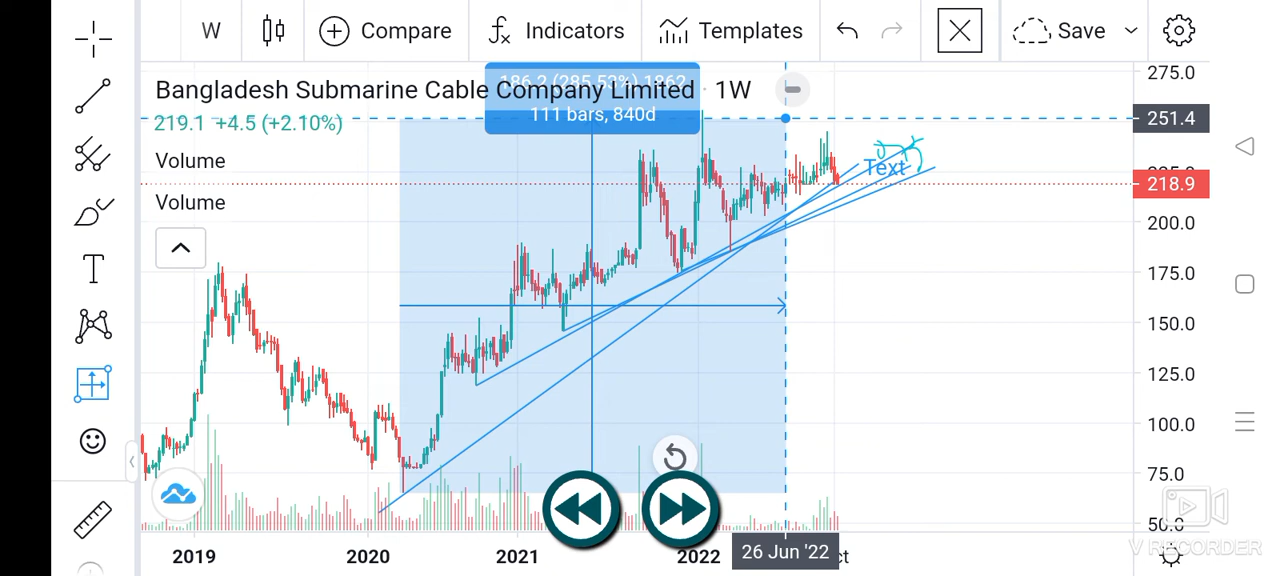 W Compare Indicators Templates Save
Bangladesh Submarine Cable Company Limited · 1W
186.2 (285.53%) 1862
111 bars, 840d
219.1 +4.5 (+2.10%)
Volume
Volume
Text
275.0
251.4
218.9
200.0
175.0
150.0
125.0
100.0
75.0
50.0
2019 2020 2021 2022 26 Jun '22 ct
V RECORDER